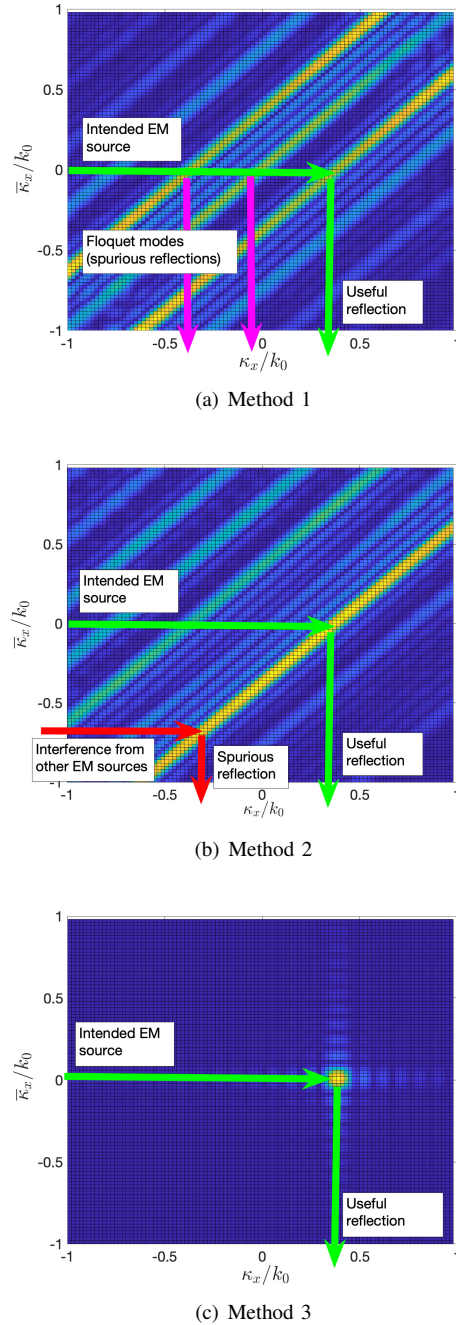 1
0.5
Intended EM
source
0
κ̅x/k0
-0.5
Floquet modes
(spurious reflections)
Useful
reflection
-1
-1
-0.5
0
0.5
1
κx/k0
(a) Method 1
1
0.5
Intended EM
source
0
κ̅x/k0
-0.5
Interference from
other EM sources
Spurious
reflection
Useful
reflection
-1
-1
-0.5
0
0.5
1
κx/k0
(b) Method 2
1
0.5
Intended EM
source
0
κ̅x/k0
-0.5
Useful
reflection
-1
-1
-0.5
0
0.5
1
κx/k0
(c) Method 3